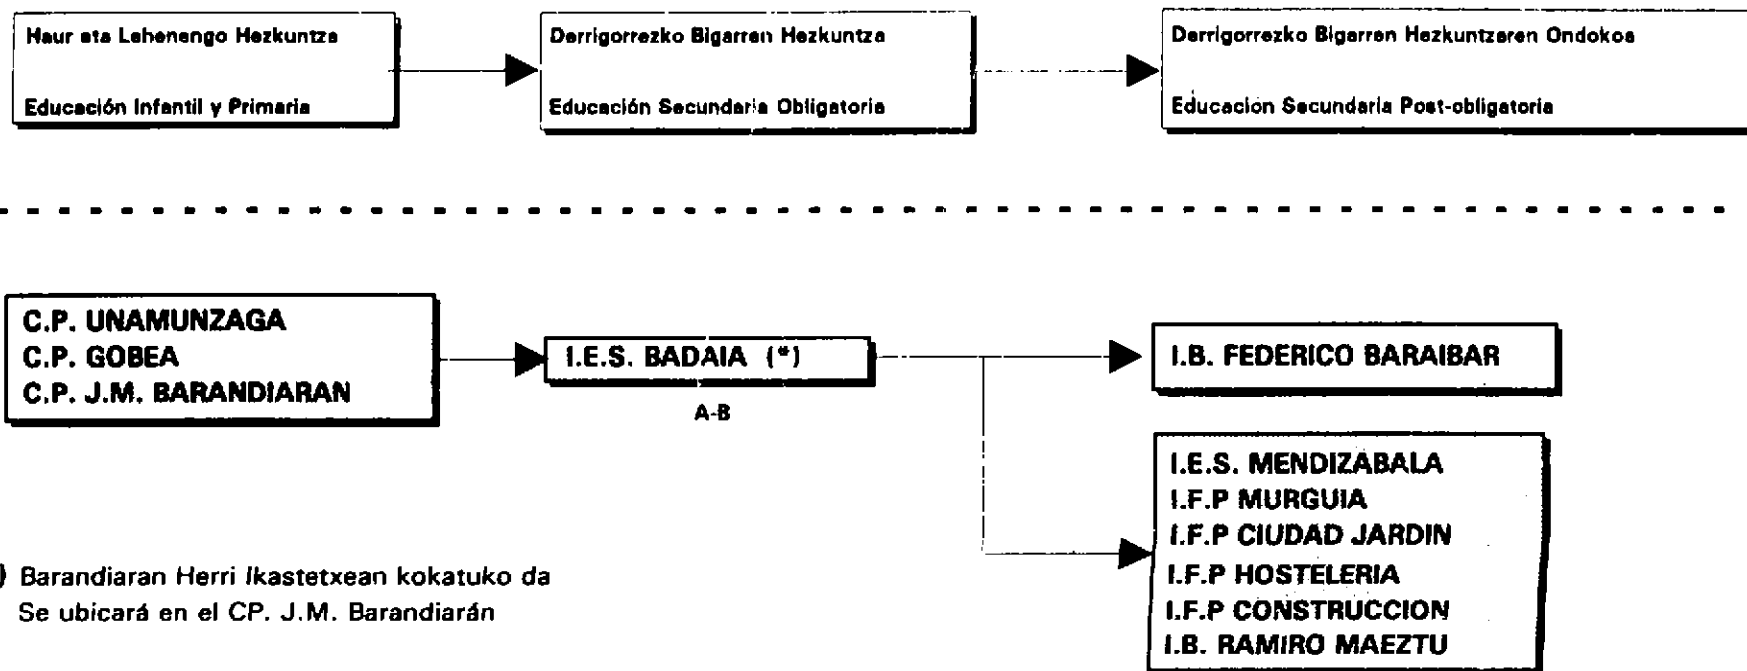 Haur eta Lehenengo Hezkuntza
Educación Infantil y Primaria
Derrigorrezko Bigarren Hezkuntza
Educación Secundaria Obligatoria
Derrigorrezko Bigarren Hezkuntzaren Ondokoa
Educación Secundaria Post-obligatoria
C.P. UNAMUNZAGA
C.P. GOBEA
C.P. J.M. BARANDIARAN
I.E.S. BADAIA (*)
A-B
I.B. FEDERICO BARAIBAR
I.E.S. MENDIZABALA
I.F.P MURGUIA
I.F.P CIUDAD JARDIN
I.F.P HOSTELERIA
I.F.P CONSTRUCCION
I.B. RAMIRO MAEZTU
) Barandiaran Herri Ikastetxean kokatuko da
Se ubicará en el CP. J.M. Barandiarán